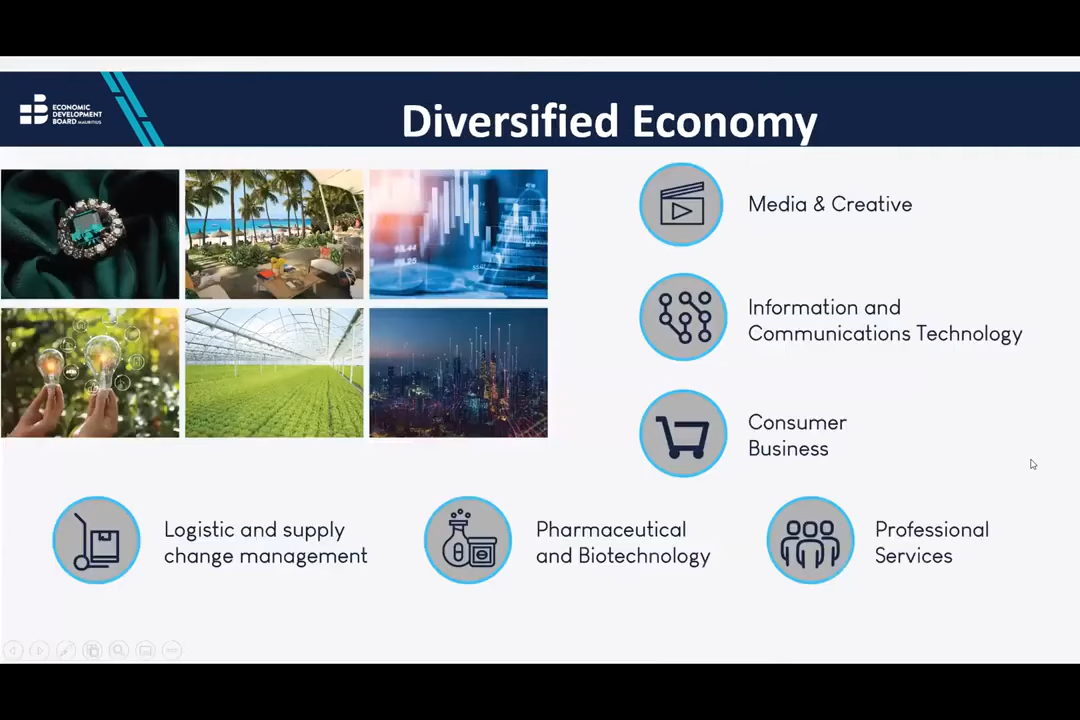 ECONOMIC
DEVELOPMENT
BOARD MAURITIUS
Diversified Economy
Media & Creative
Information and
Communications Technology
Consumer
Business
Logistic and supply
change management
Pharmaceutical
and Biotechnology
Professional
Services